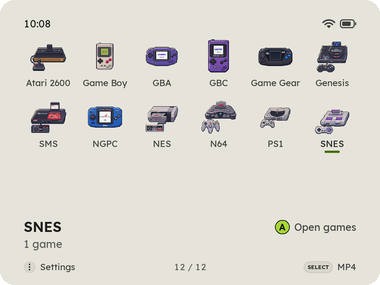 10:08
Atari 2600 Game Boy GBA GBC Game Gear Genesis
SMS NGPC NES N64 PS1 SNES
SNES
A Open games
1 game
Settings 12 / 12 SELECT MP4